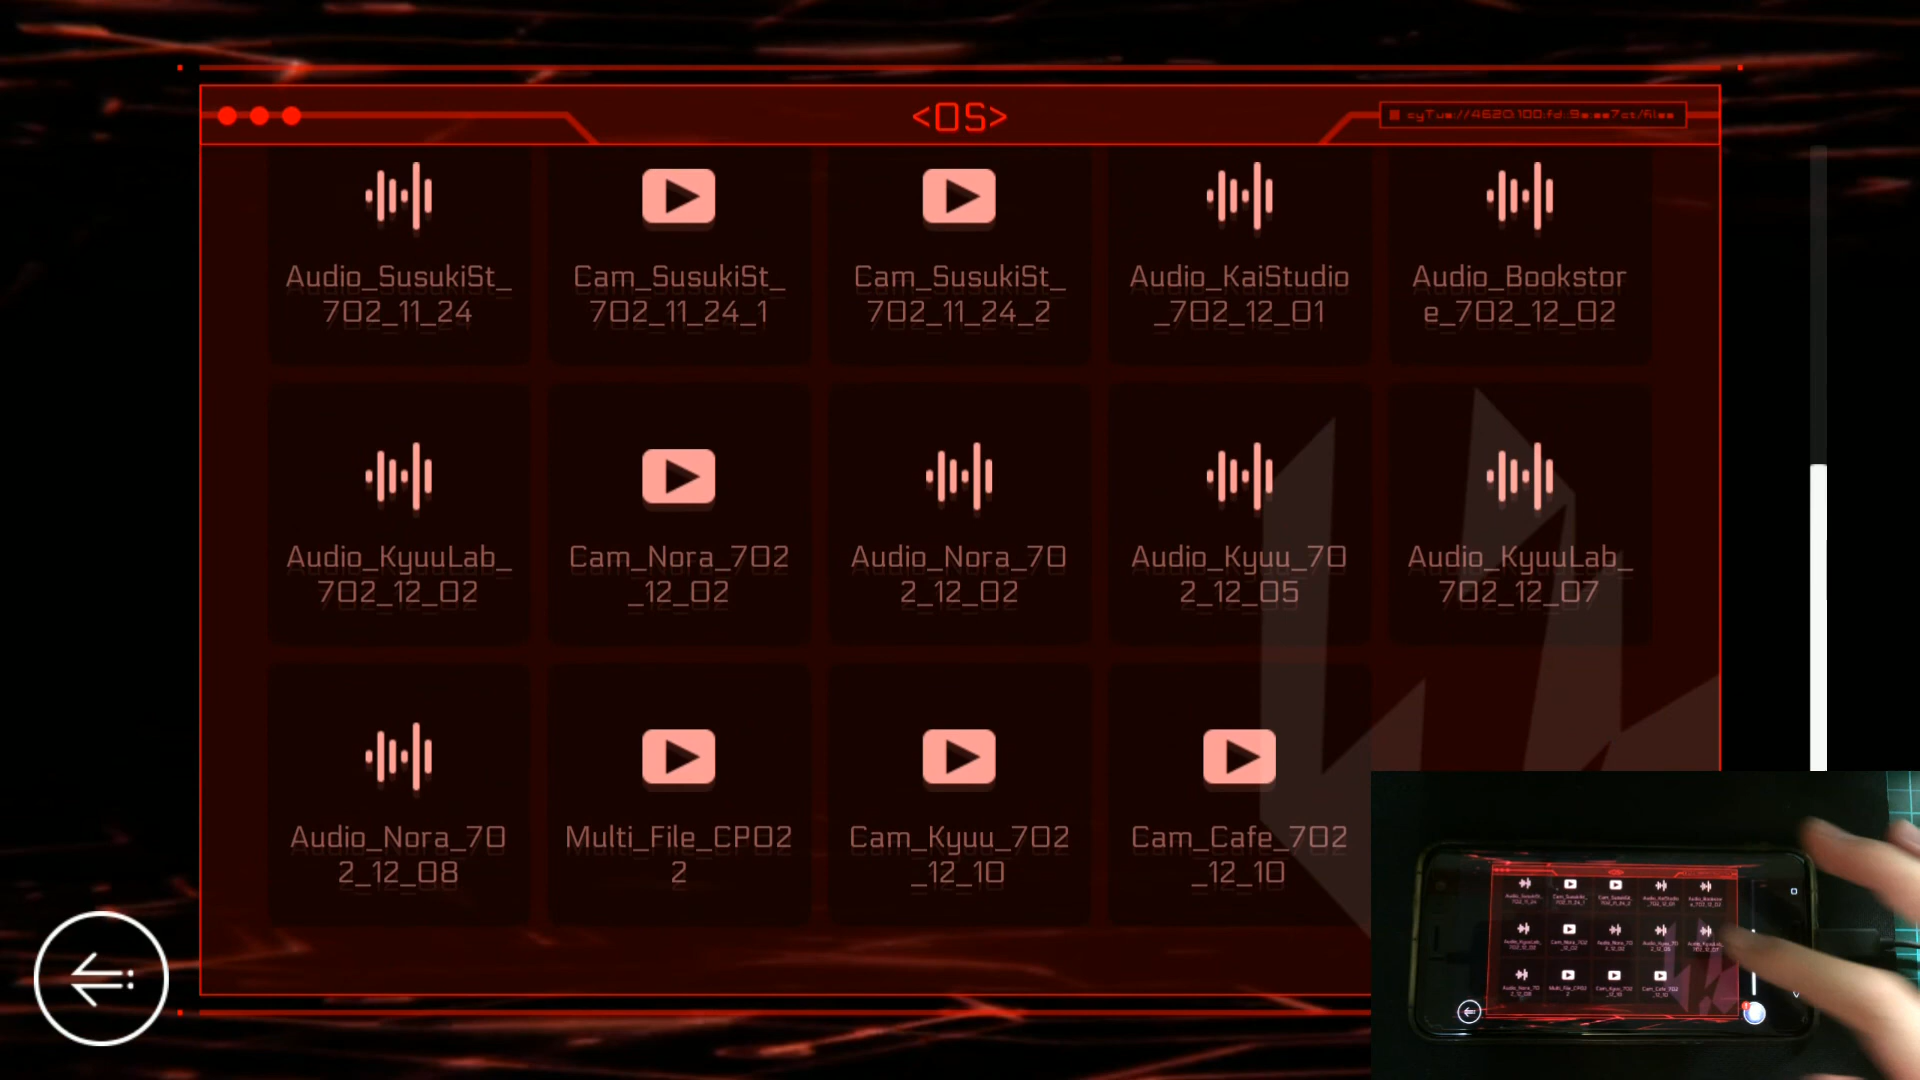 <OS>
Audio_SusukiSt_
702_11_24
Cam_SusukiSt_
702_11_24_1
Cam_SusukiSt_
702_11_24_2
Audio_KaiStudio
_702_12_01
Audio_Bookstor
e_702_12_02
Audio_KyuuLab_
702_12_02
Cam_Nora_702
_12_02
Audio_Nora_70
2_12_02
Audio_Kyuu_70
2_12_05
Audio_KyuuLab_
702_12_07
Audio_Nora_70
2_12_08
Multi_File_CP02
2
Cam_Kyuu_702
_12_10
Cam_Cafe_702
_12_10